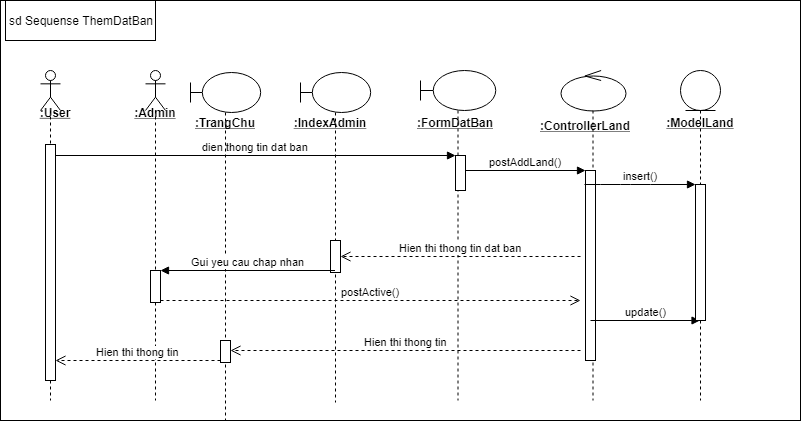 sd Sequense ThemDatBan
:User
:Admin
:TrangChu
:IndexAdmin
:FormDatBan
:ControllerLand
:ModelLand
dien thong tin dat ban
postAddLand()
insert()
Hien thi thong tin dat ban
Gui yeu cau chap nhan
postActive()
update()
Hien thi thong tin
Hien thi thong tin